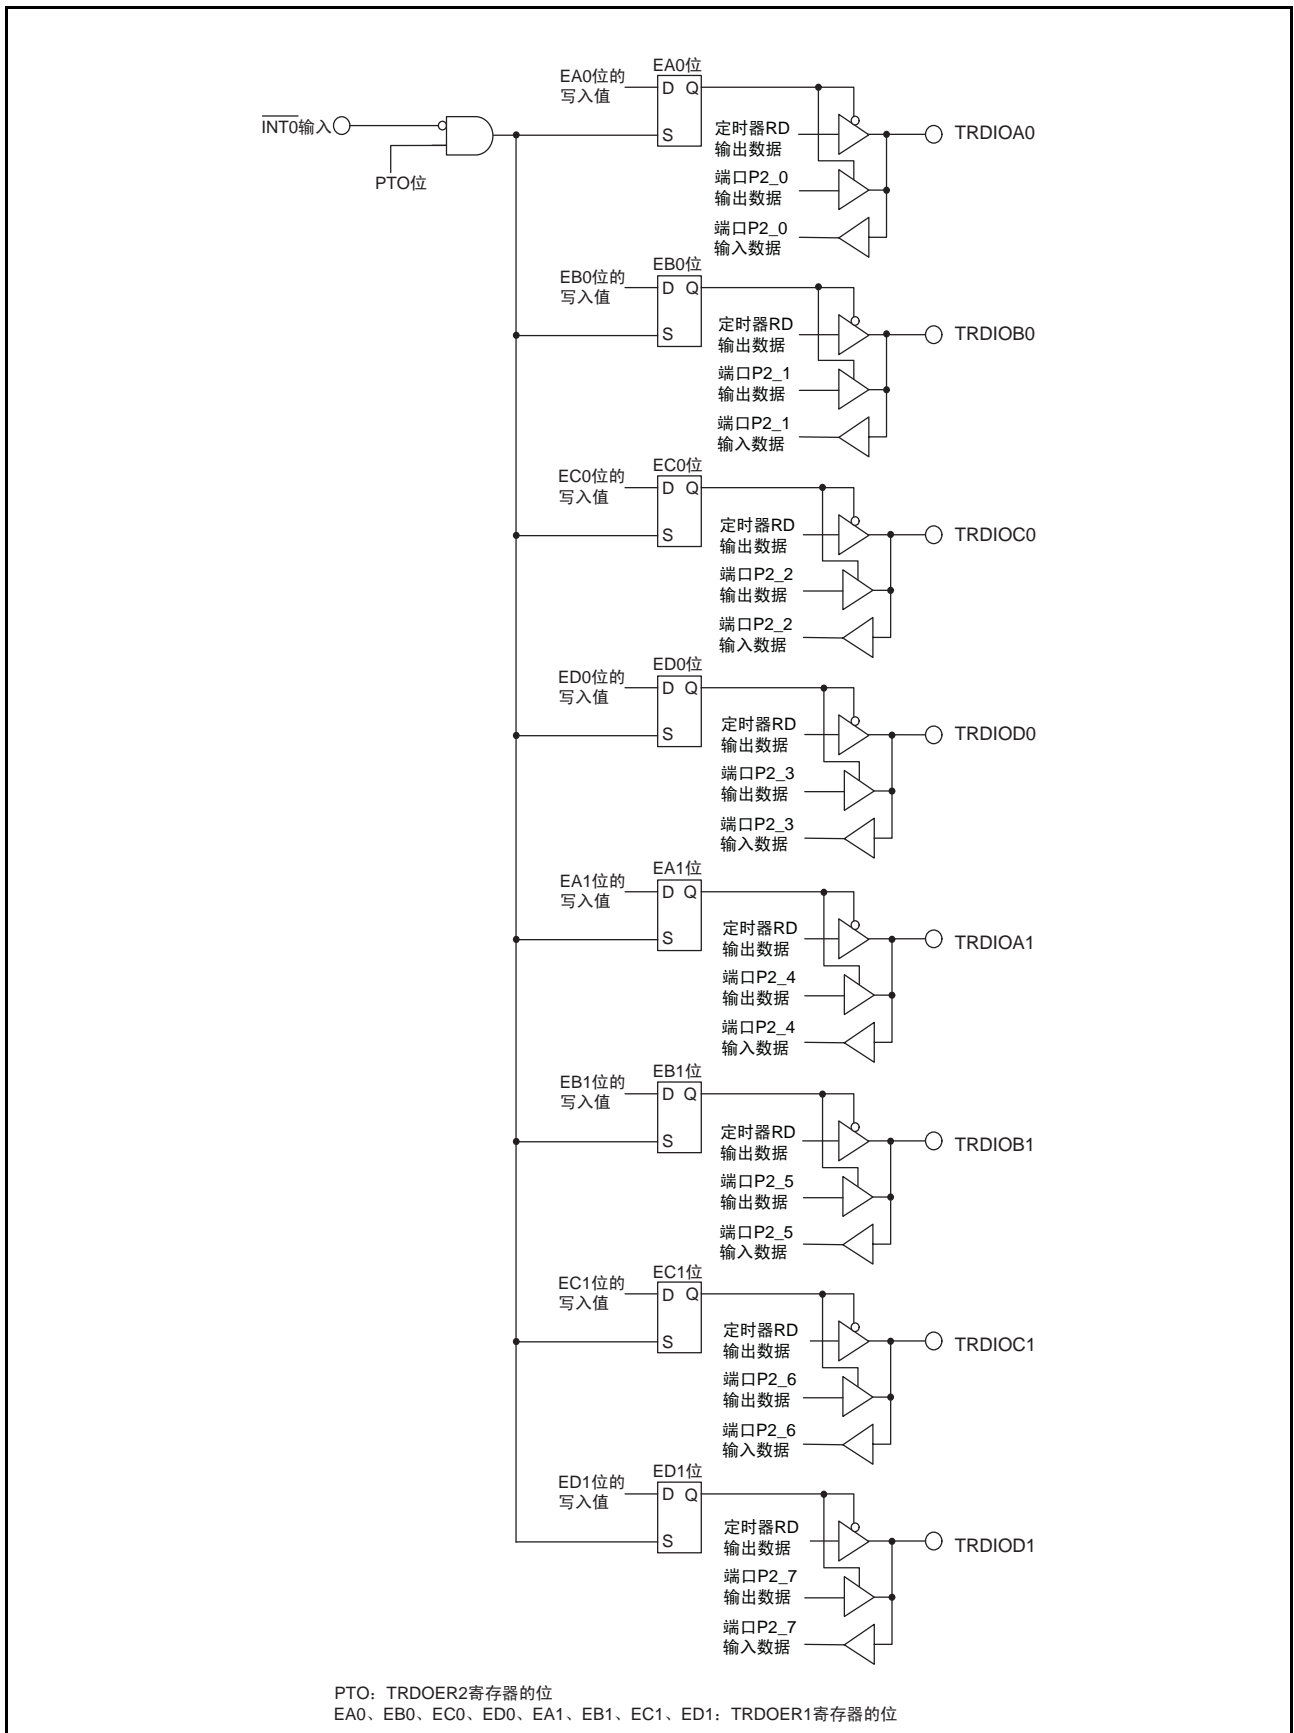 EA0位
EA0位的
写入值
D Q
S
INT0输入
PTO位
定时器RD
输出数据
端口P2_0
输出数据
端口P2_0
输入数据
TRDIOA0
EB0位
EB0位的
写入值
D Q
S
定时器RD
输出数据
端口P2_1
输出数据
端口P2_1
输入数据
TRDIOB0
EC0位
EC0位的
写入值
D Q
S
定时器RD
输出数据
端口P2_2
输出数据
端口P2_2
输入数据
TRDIOC0
ED0位
ED0位的
写入值
D Q
S
定时器RD
输出数据
端口P2_3
输出数据
端口P2_3
输入数据
TRDIOD0
EA1位
EA1位的
写入值
D Q
S
定时器RD
输出数据
端口P2_4
输出数据
端口P2_4
输入数据
TRDIOA1
EB1位
EB1位的
写入值
D Q
S
定时器RD
输出数据
端口P2_5
输出数据
端口P2_5
输入数据
TRDIOB1
EC1位
EC1位的
写入值
D Q
S
定时器RD
输出数据
端口P2_6
输出数据
端口P2_6
输入数据
TRDIOC1
ED1位
ED1位的
写入值
D Q
S
定时器RD
输出数据
端口P2_7
输出数据
端口P2_7
输入数据
TRDIOD1
PTO：TRDOER2寄存器的位
EA0、EB0、EC0、ED0、EA1、EB1、EC1、ED1：TRDOER1寄存器的位